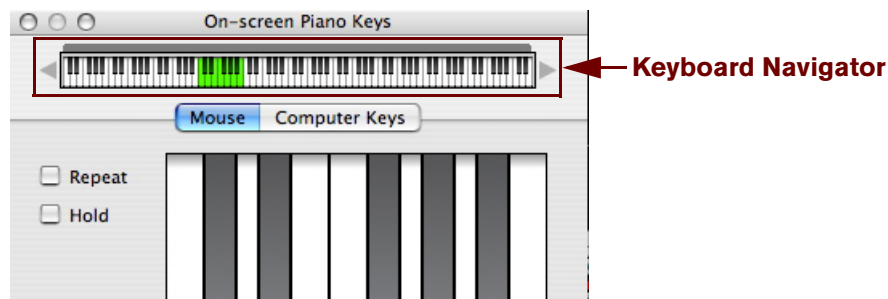 On-screen Piano Keys
Keyboard Navigator
Mouse Computer Keys
Repeat
Hold